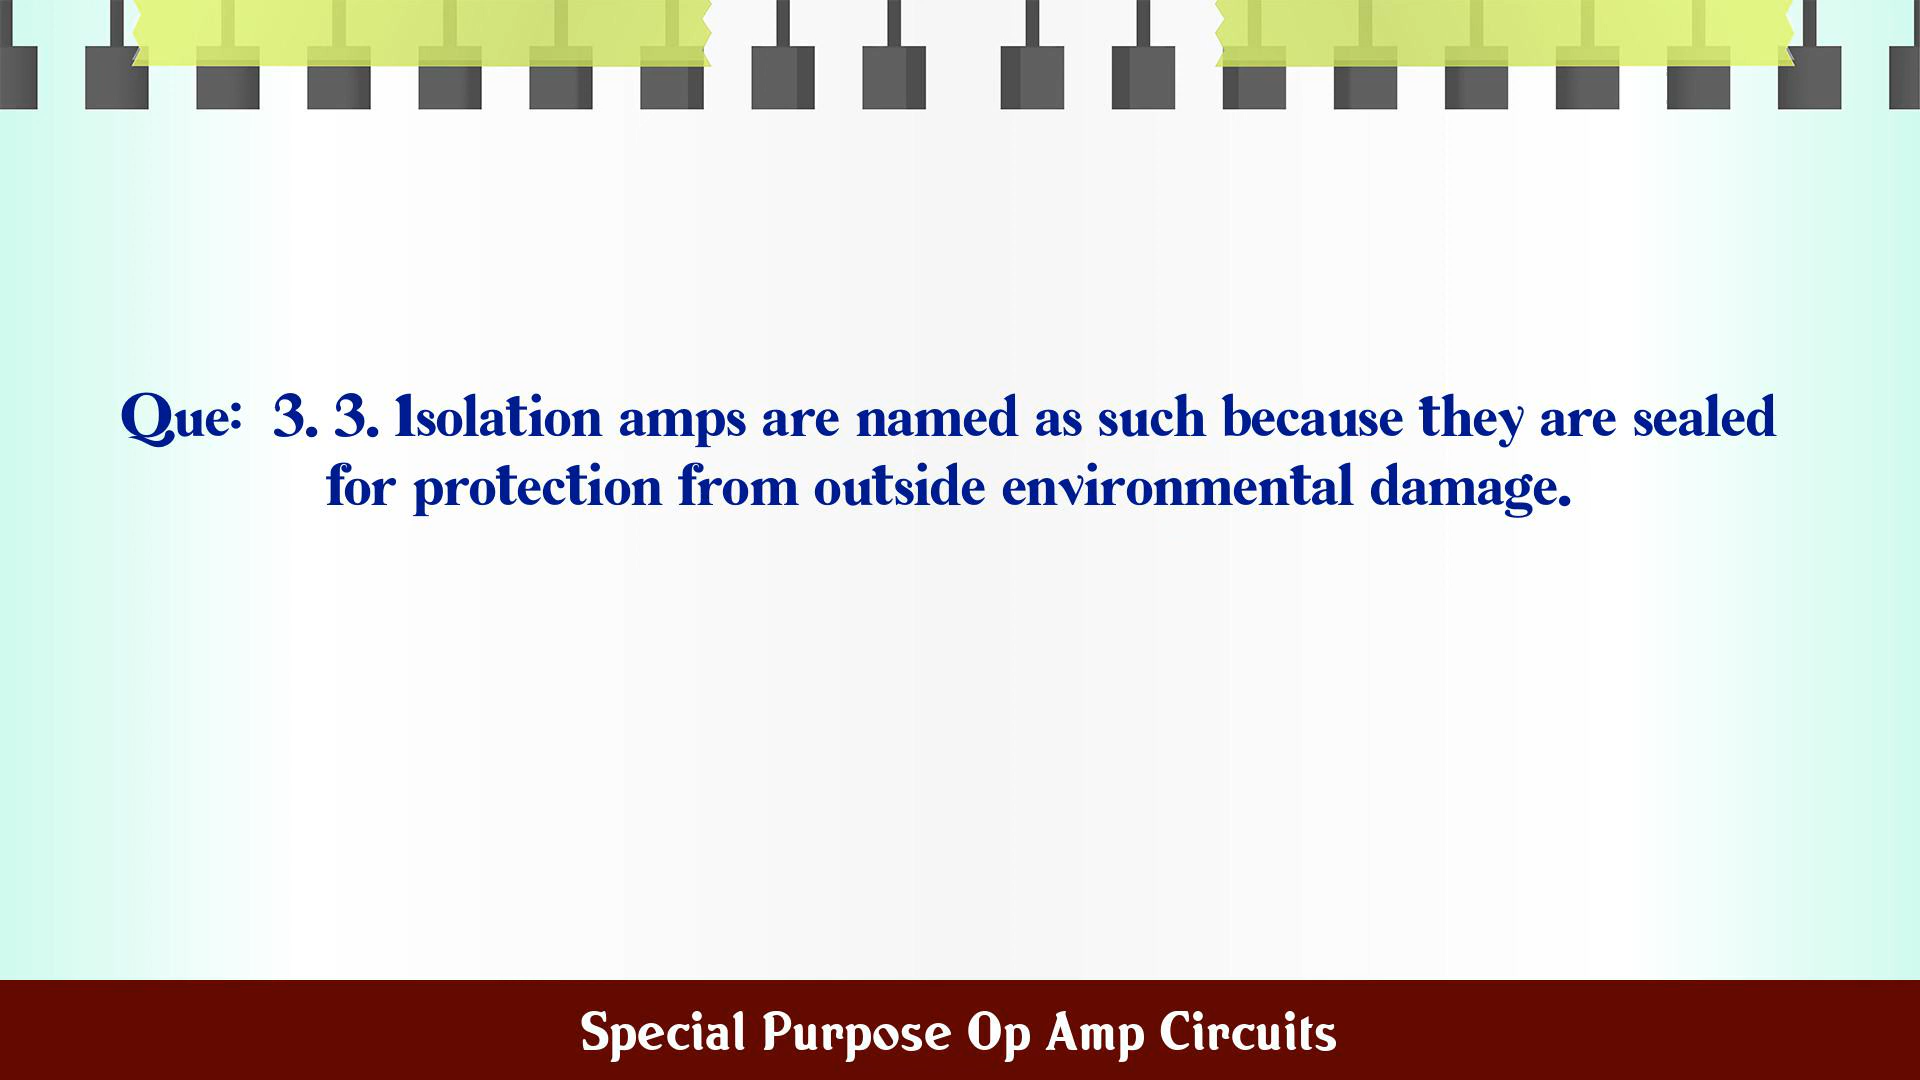 Que: 3. 3. Isolation amps are named as such because they are sealed
for protection from outside environmental damage.
Special Purpose Op Amp Circuits